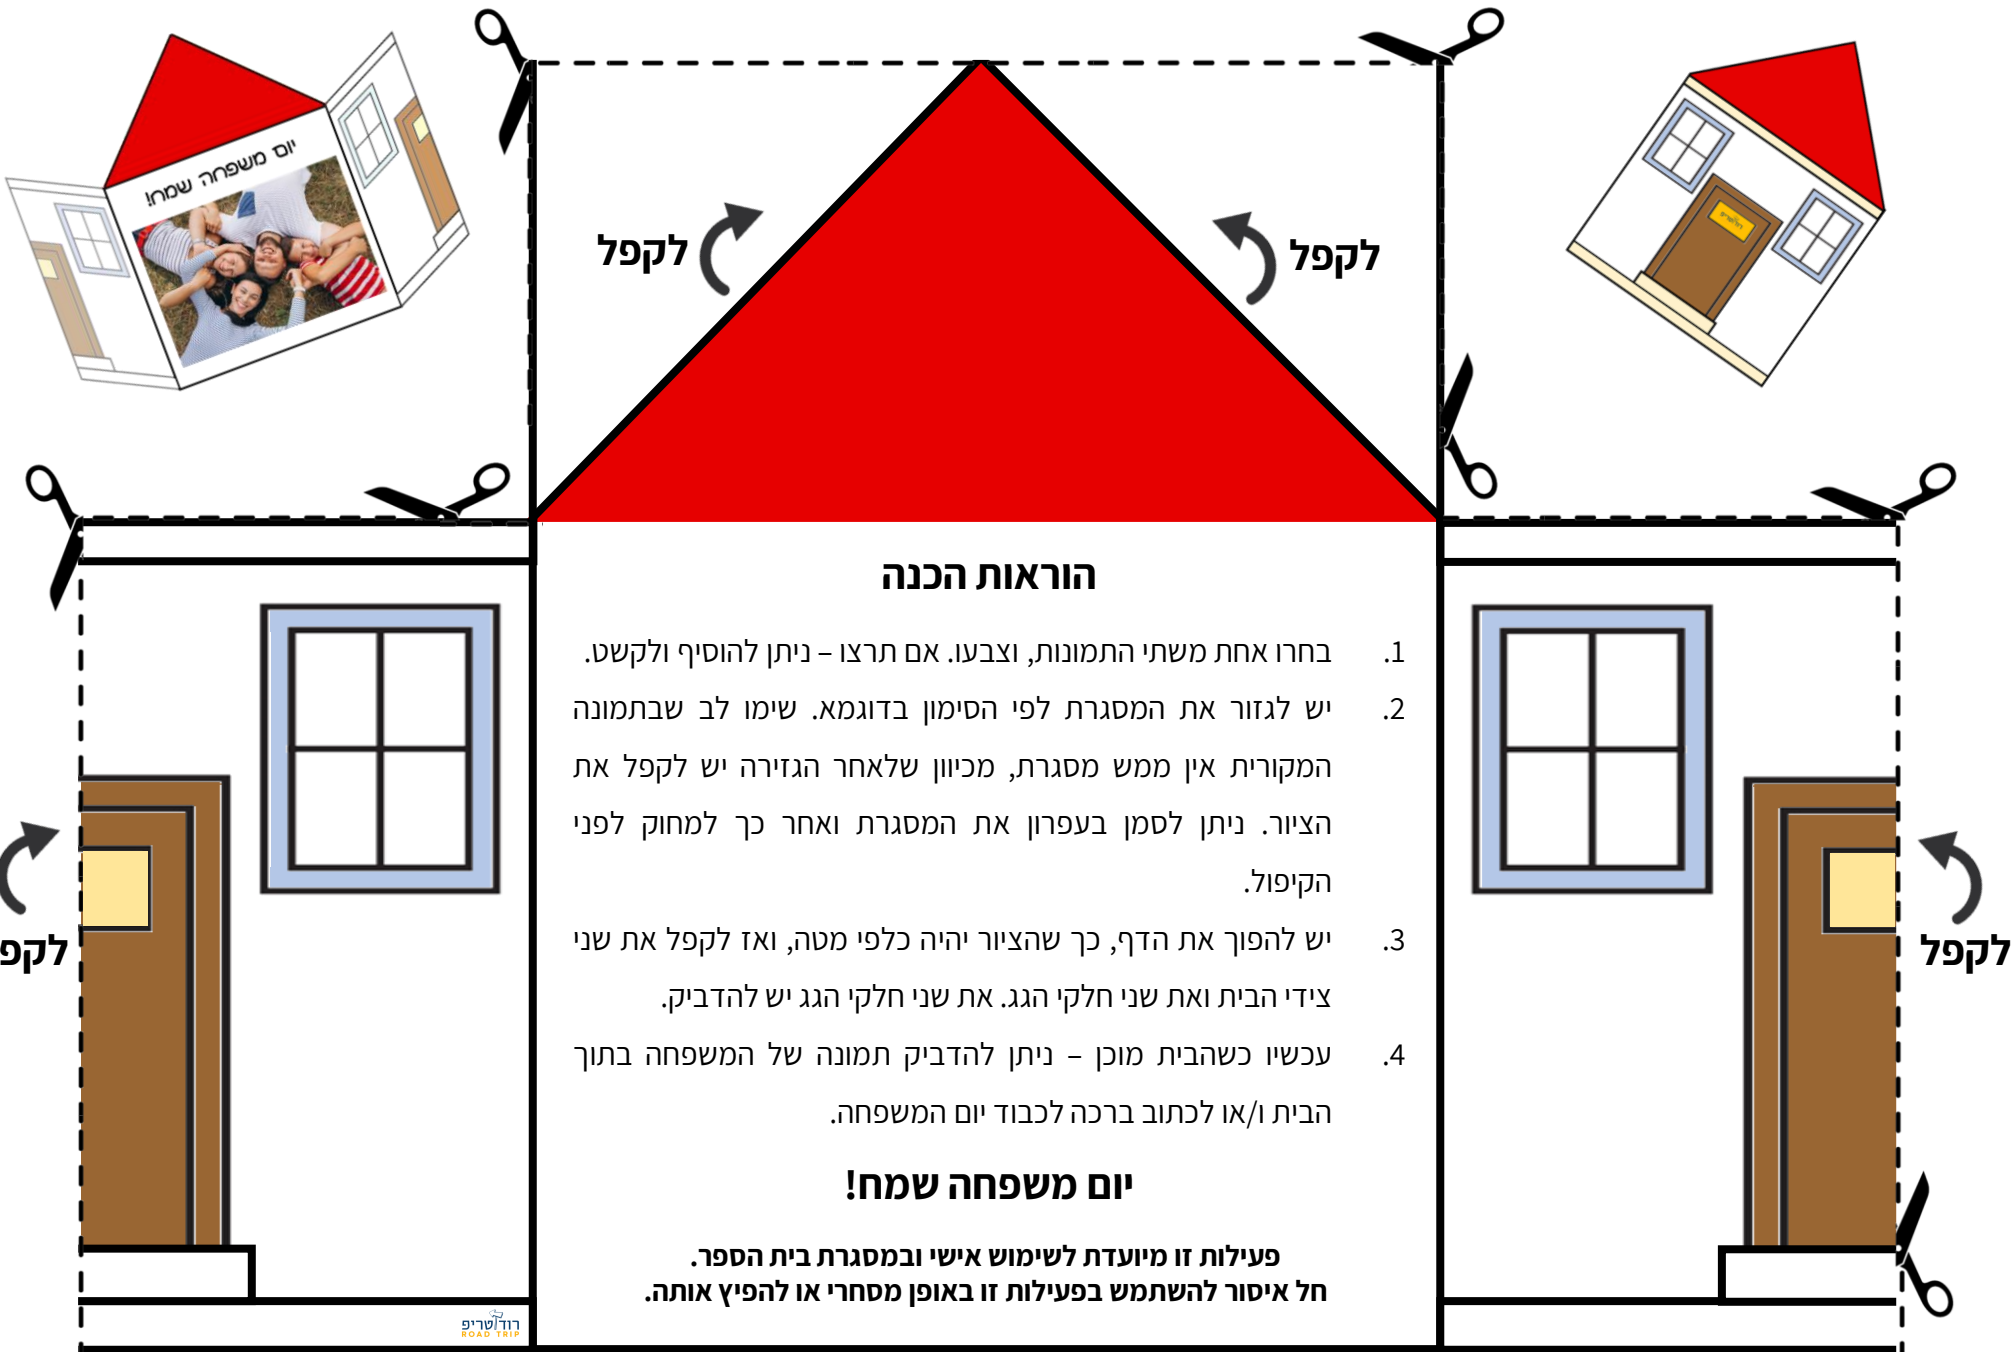 יום משפחה שמח!
לקפל
לקפל
הוראות הכנה
1. בחרו אחת משתי התמונות, וצבעו. אם תרצו – ניתן להוסיף ולקשט.
2. יש לגזור את המסגרת לפי הסימון בדוגמא. שימו לב שבתמונה
המקורית אין ממש מסגרת, מכיוון שלאחר הגזירה יש לקפל את
הציור. ניתן לסמן בעפרון את המסגרת ואחר כך למחוק לפני
הקיפול.
3. יש להפוך את הדף, כך שהציור יהיה כלפי מטה, ואז לקפל את שני
צידי הבית ואת שני חלקי הגג. את שני חלקי הגג יש להדביק.
4. עכשיו כשהבית מוכן – ניתן להדביק תמונה של המשפחה בתוך
הבית ו/או לכתוב ברכה לכבוד יום המשפחה.
יום משפחה שמח!
פעילות זו מיועדת לשימוש אישי ובמסגרת בית הספר.
חל איסור להשתמש בפעילות זו באופן מסחרי או להפיץ אותה.
לקפל
לקפ
רודטריפ
ROAD TRIP